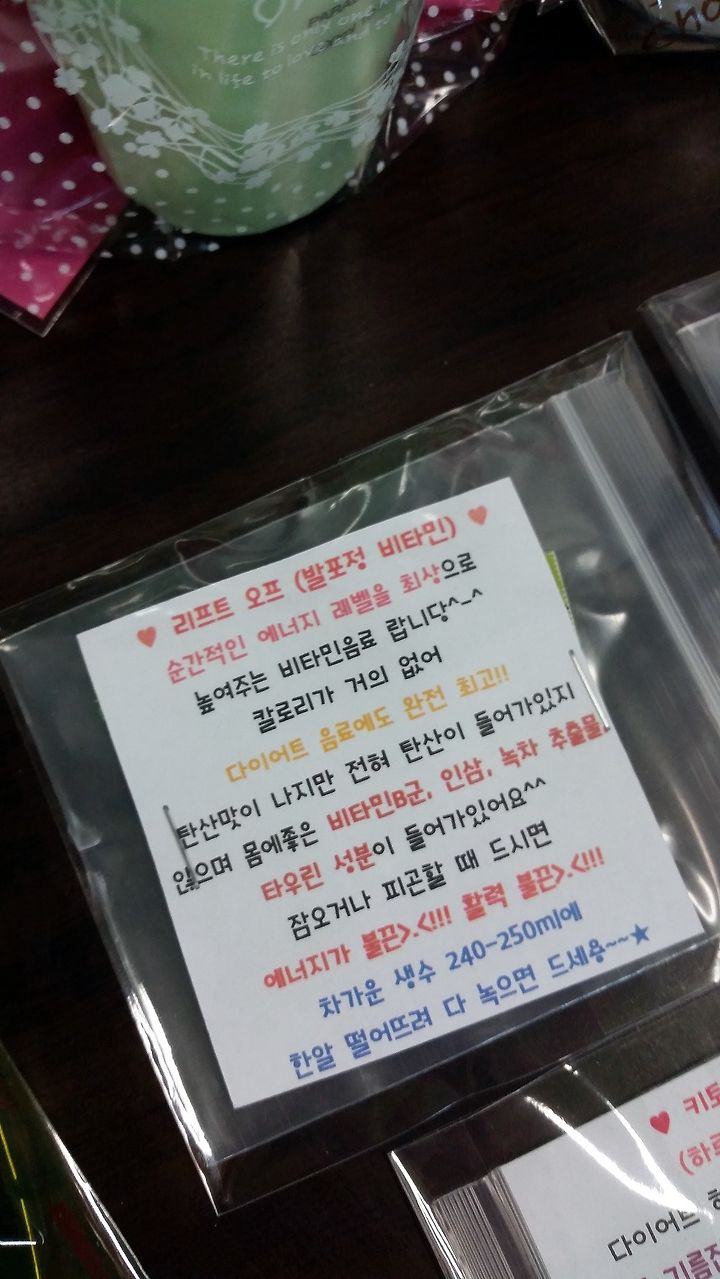 There is only one
in life to love and to
♥ 리프트 오프 (발포정 비타민) ♥
순간적인 에너지 레벨을 최상으로
높여주는 비타민음료 랍니당^_^
칼로리가 거의 없어
다이어트 음료에도 완전 최고!!
탄산맛이 나지만 전혀 탄산이 들어가있지
않으며 몸에좋은 비타민B군, 인삼, 녹차 추출물,
타우린 성분이 들어가있어요^^
잠오거나 피곤할 때 드시면
에너지가 불끈>.<!!! 활력 불끈>.<!!!
차가운 생수 240-250ml에
한알 떨어뜨려 다 녹으면 드세용~~★
♥ 키토
(하루
다이어트